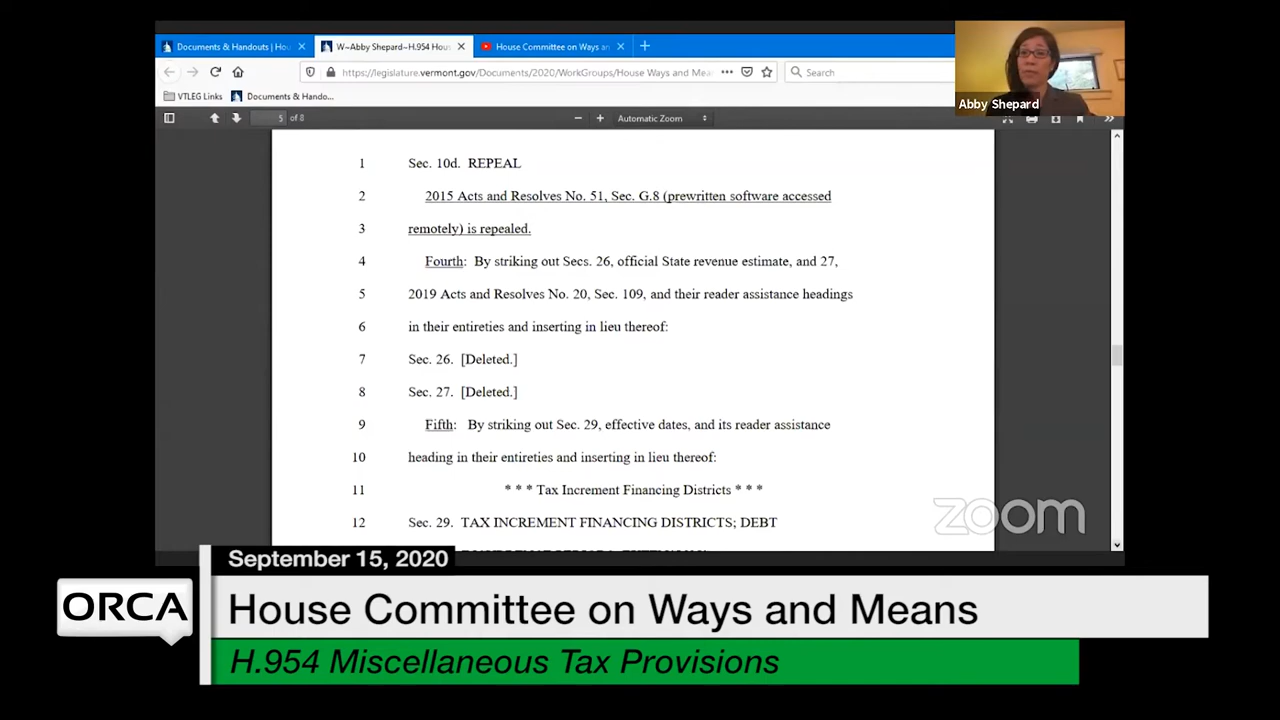 Documents & Handouts | Ho
W~Abby Shepard~H.954 Hous
House Committee on Ways an
https://legislature.vermont.gov/Documents/2020/WorkGroups/House Ways and Mea
Search
VTLEG Links
Documents & Hando...
Abby Shepard
5 of 8
Automatic Zoom
1 Sec. 10d. REPEAL
2 2015 Acts and Resolves No. 51, Sec. G.8 (prewritten software accessed
3 remotely) is repealed.
4 Fourth: By striking out Secs. 26, official State revenue estimate, and 27,
5 2019 Acts and Resolves No. 20, Sec. 109, and their reader assistance headings
6 in their entireties and inserting in lieu thereof:
7 Sec. 26. [Deleted.]
8 Sec. 27. [Deleted.]
9 Fifth: By striking out Sec. 29, effective dates, and its reader assistance
10 heading in their entireties and inserting in lieu thereof:
11 * * * Tax Increment Financing Districts * * *
12 Sec. 29. TAX INCREMENT FINANCING DISTRICTS; DEBT
zoom
September 15, 2020
ORCA
House Committee on Ways and Means
H.954 Miscellaneous Tax Provisions